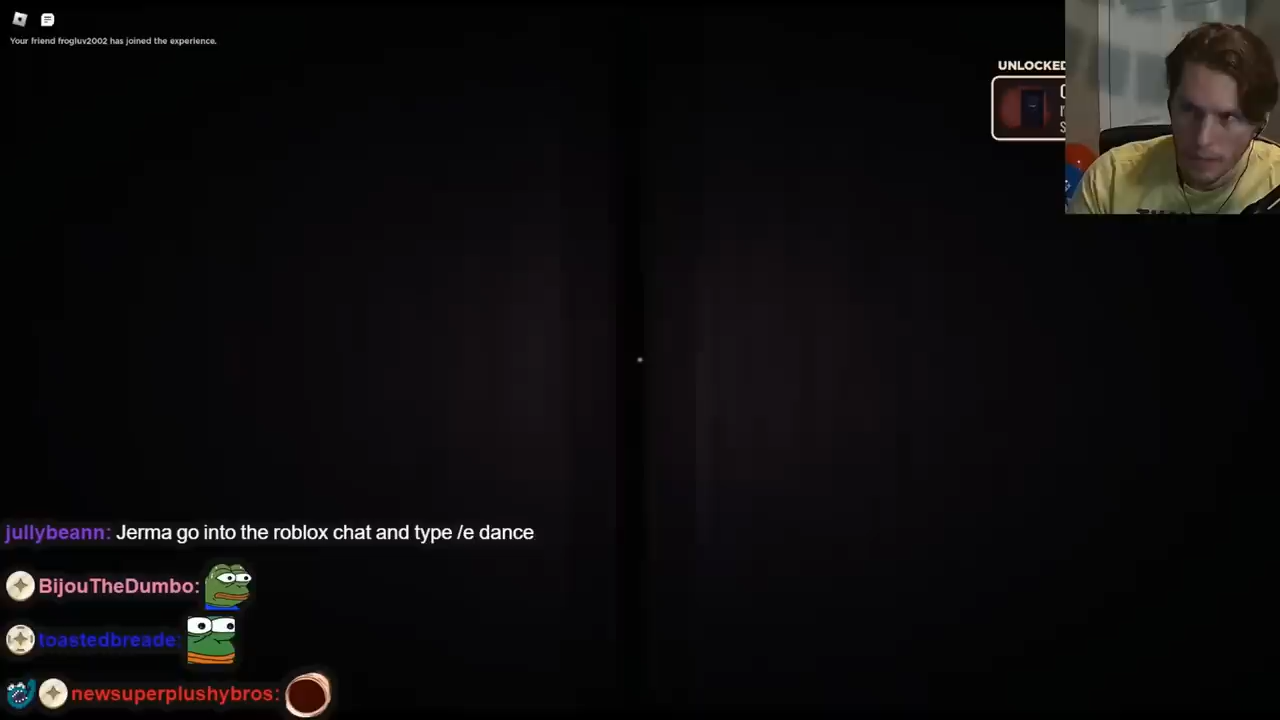 Your friend frogluv2002 has joined the experience.
UNLOCKED
jullybeann: Jerma go into the roblox chat and type /e dance
BijouTheDumbo:
toastedbreade:
newsuperplushybros: